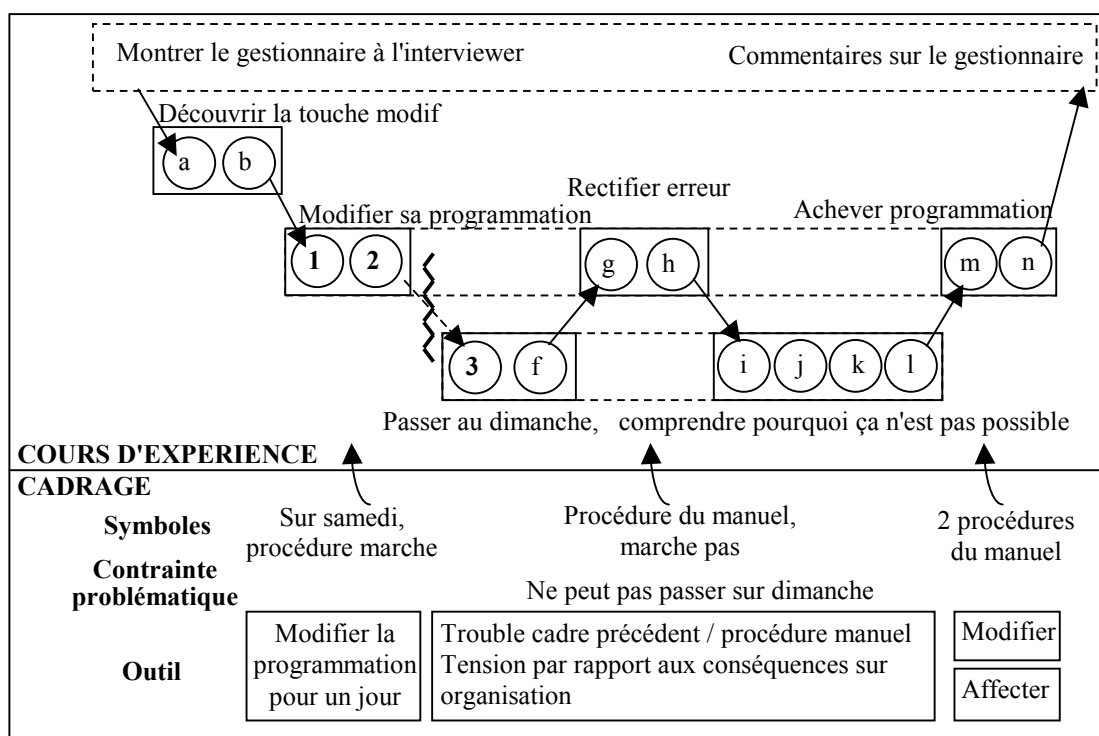 Montrer le gestionnaire à l'interviewer
Commentaires sur le gestionnaire
Découvrir la touche modif
a b
Rectifier erreur
Modifier sa programmation
Achever programmation
1 2
g h
m n
3 f
i j k l
Passer au dimanche, comprendre pourquoi ça n'est pas possible
COURS D'EXPERIENCE
CADRAGE
Symboles
Sur samedi,
procédure marche
Procédure du manuel,
marche pas
2 procédures
du manuel
Contrainte
problématique
Ne peut pas passer sur dimanche
Outil
Modifier la
programmation
pour un jour
Trouble cadre précédent / procédure manuel
Tension par rapport aux conséquences sur
organisation
Modifier
Affecter